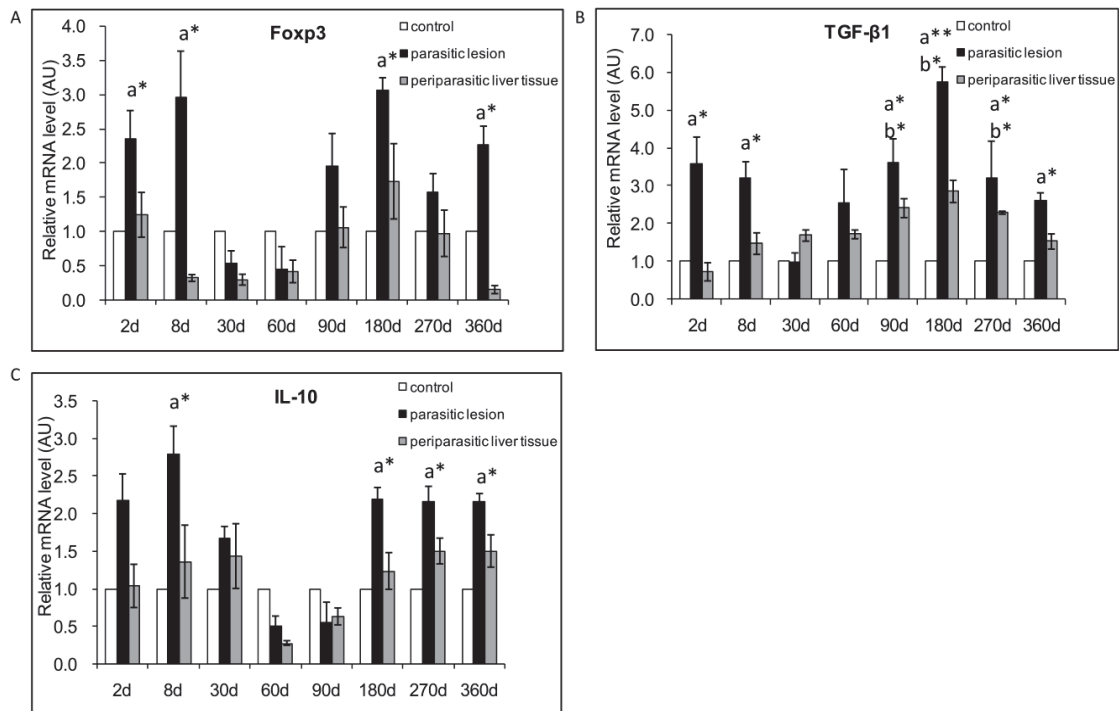 A
Foxp3
control
parasitic lesion
periparasitic liver tissue
Relative mRNA level (AU)
4.0
3.5
3.0
2.5
2.0
1.5
1.0
0.5
0.0
a*
a*
a*
a*
2d 8d 30d 60d 90d 180d 270d 360d
B
TGF-β1
control
parasitic lesion
periparasitic liver tissue
Relative mRNA level (AU)
7.0
6.0
5.0
4.0
3.0
2.0
1.0
0.0
a*
a*
a*
b*
a**
b*
a*
b*
a*
2d 8d 30d 60d 90d 180d 270d 360d
C
IL-10
control
parasitic lesion
periparasitic liver tissue
Relative mRNA level (AU)
3.5
3.0
2.5
2.0
1.5
1.0
0.5
0.0
a*
a*
a*
a*
2d 8d 30d 60d 90d 180d 270d 360d